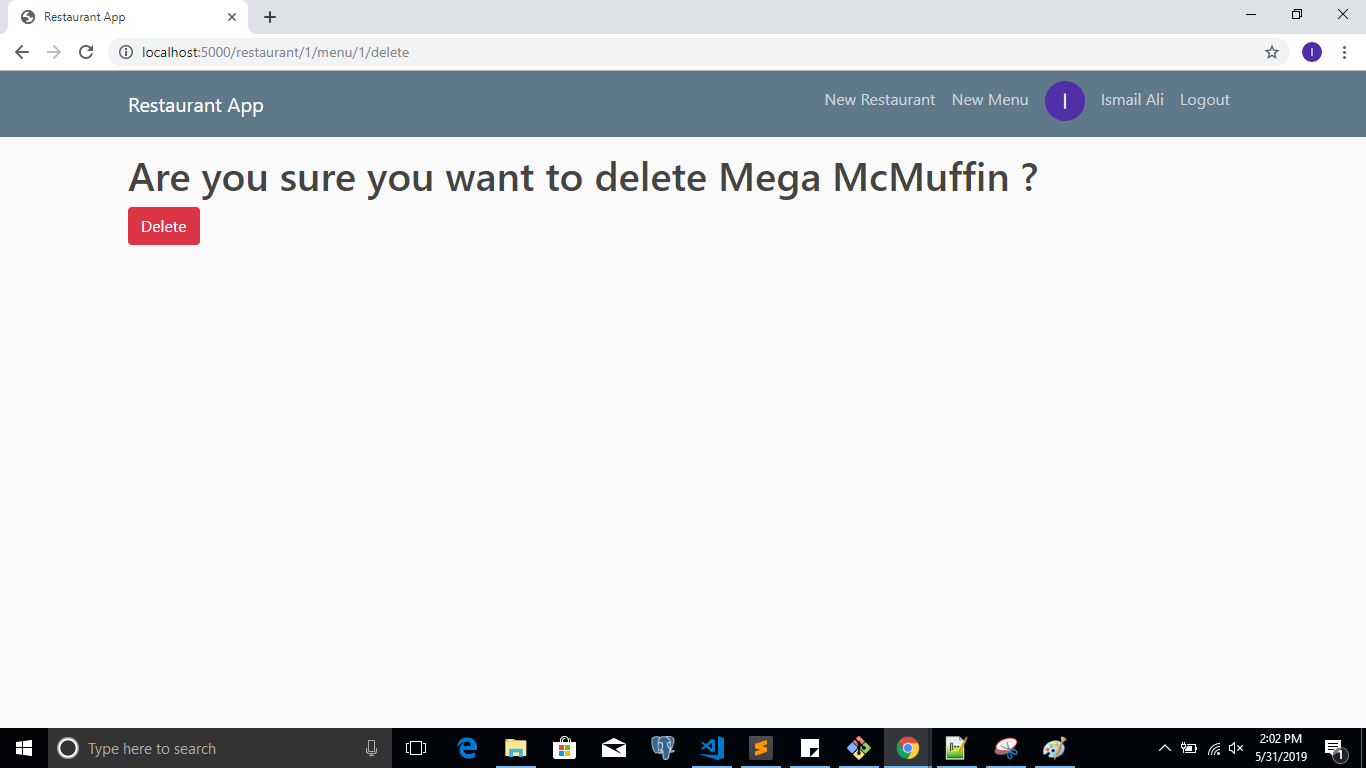 Restaurant App
localhost:5000/restaurant/1/menu/1/delete
I
Restaurant App
New Restaurant
New Menu
I
Ismail Ali
Logout
Are you sure you want to delete Mega McMuffin ?
Delete
Type here to search
2:02 PM
5/31/2019
1